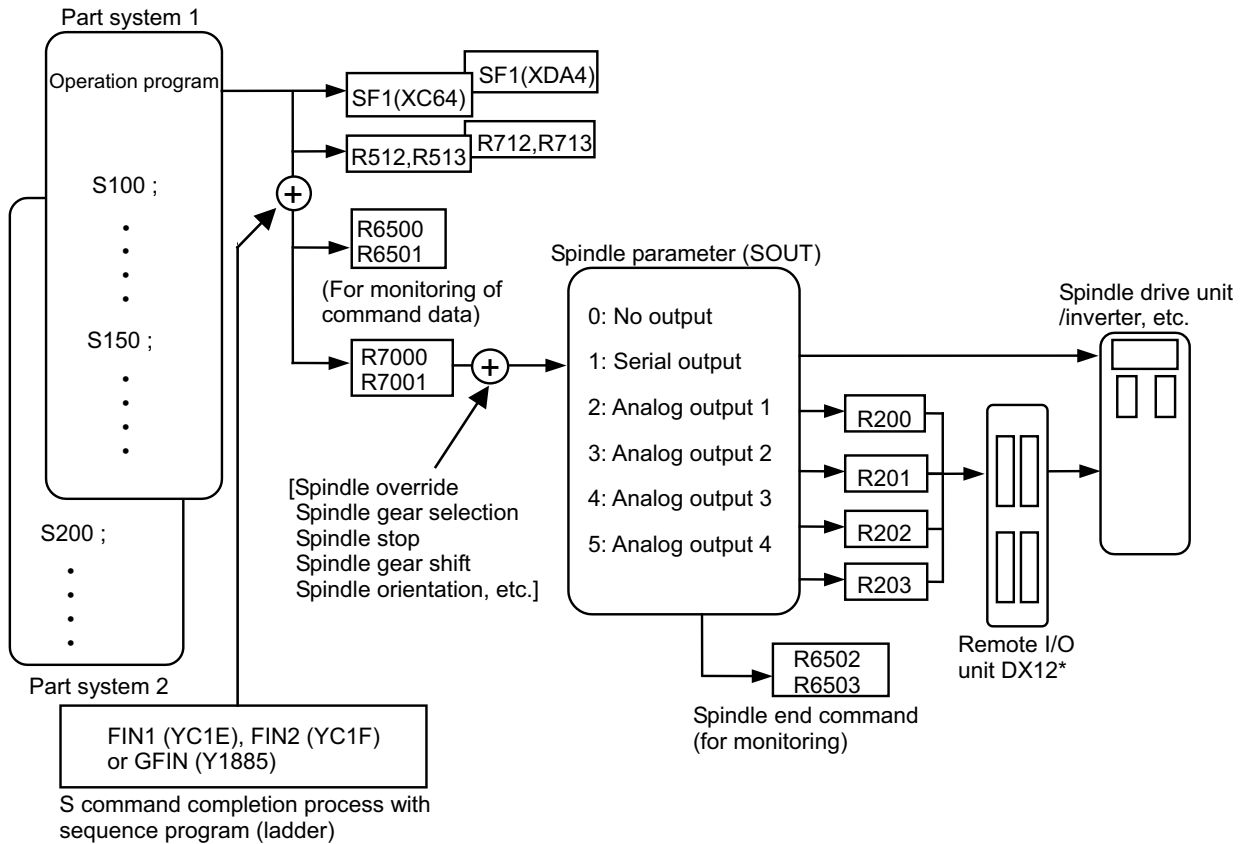 Part system 1
Operation program
S100 ;
S150 ;
S200 ;
Part system 2
SF1(XC64)
SF1(XDA4)
R512,R513
R712,R713
R6500
R6501
(For monitoring of
command data)
R7000
R7001
[Spindle override
Spindle gear selection
Spindle stop
Spindle gear shift
Spindle orientation, etc.]
Spindle parameter (SOUT)
0: No output
1: Serial output
2: Analog output 1
3: Analog output 2
4: Analog output 3
5: Analog output 4
R200
R201
R202
R203
R6502
R6503
Spindle end command
(for monitoring)
Remote I/O
unit DX12*
Spindle drive unit
/inverter, etc.
FIN1 (YC1E), FIN2 (YC1F)
or GFIN (Y1885)
S command completion process with
sequence program (ladder)